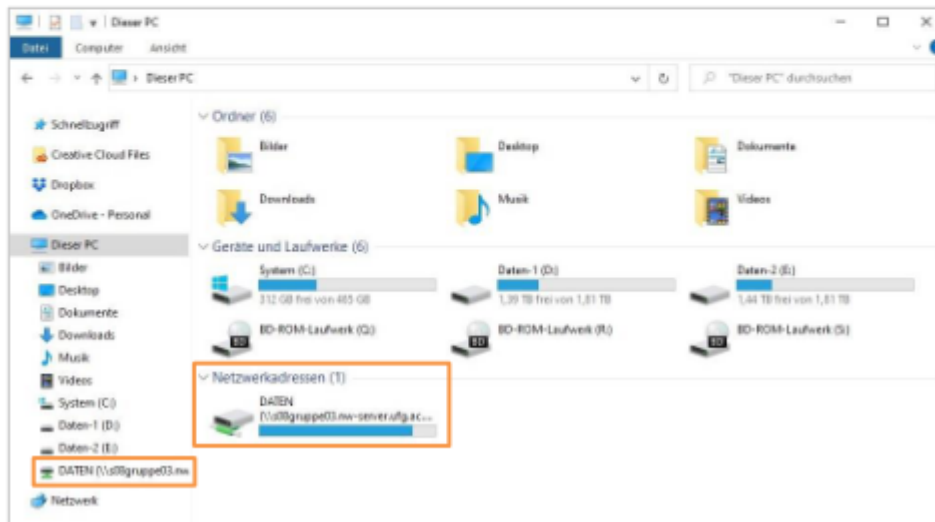 Dieser PC
Datei Computer Ansicht
Dieser PC "Dieser PC" durchsuchen
Schnellzugriff
Creative Cloud Files
Dropbox
OneDrive - Personal
Dieser PC
Bilder
Desktop
Dokumente
Downloads
Musik
Videos
System (C:)
Daten-1 (D:)
Daten-2 (E:)
DATEN (\\s08gruppe03.nw
Netzwerk
Ordner (6)
Bilder Desktop Dokumente
Downloads Musik Videos
Geräte und Laufwerke (6)
System (C:) Daten-1 (D:) Daten-2 (E:)
312 GB frei von 465 GB 1,39 TB frei von 1,81 TB 1,44 TB frei von 1,81 TB
BD-ROM-Laufwerk (Q:) BD-ROM-Laufwerk (R:) BD-ROM-Laufwerk (S:)
BD BD BD
Netzwerkadressen (1)
DATEN
(\\s08gruppe03.nw-server.ufg.ac...